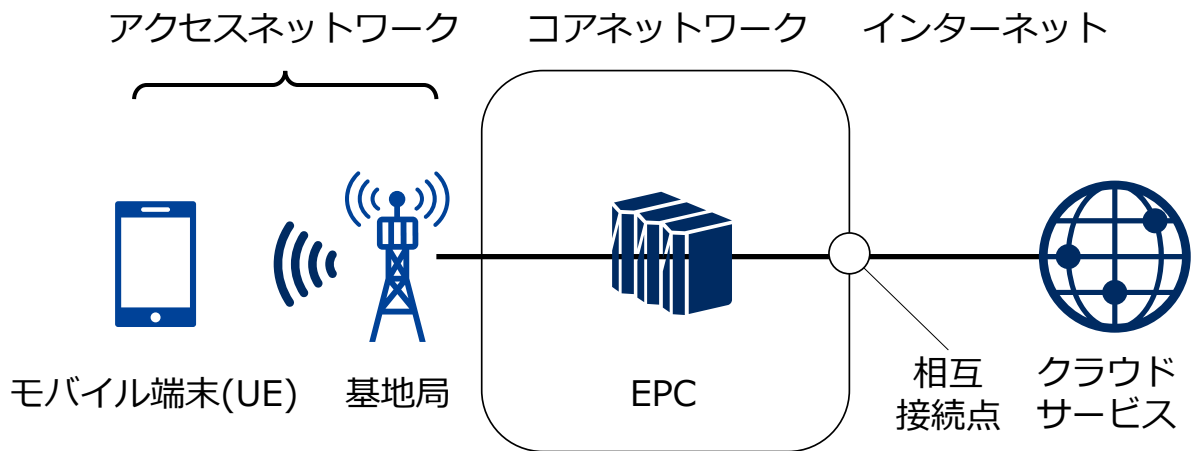 アクセスネットワーク
コアネットワーク
インターネット
モバイル端末(UE)
基地局
EPC
相互
接続点
クラウド
サービス